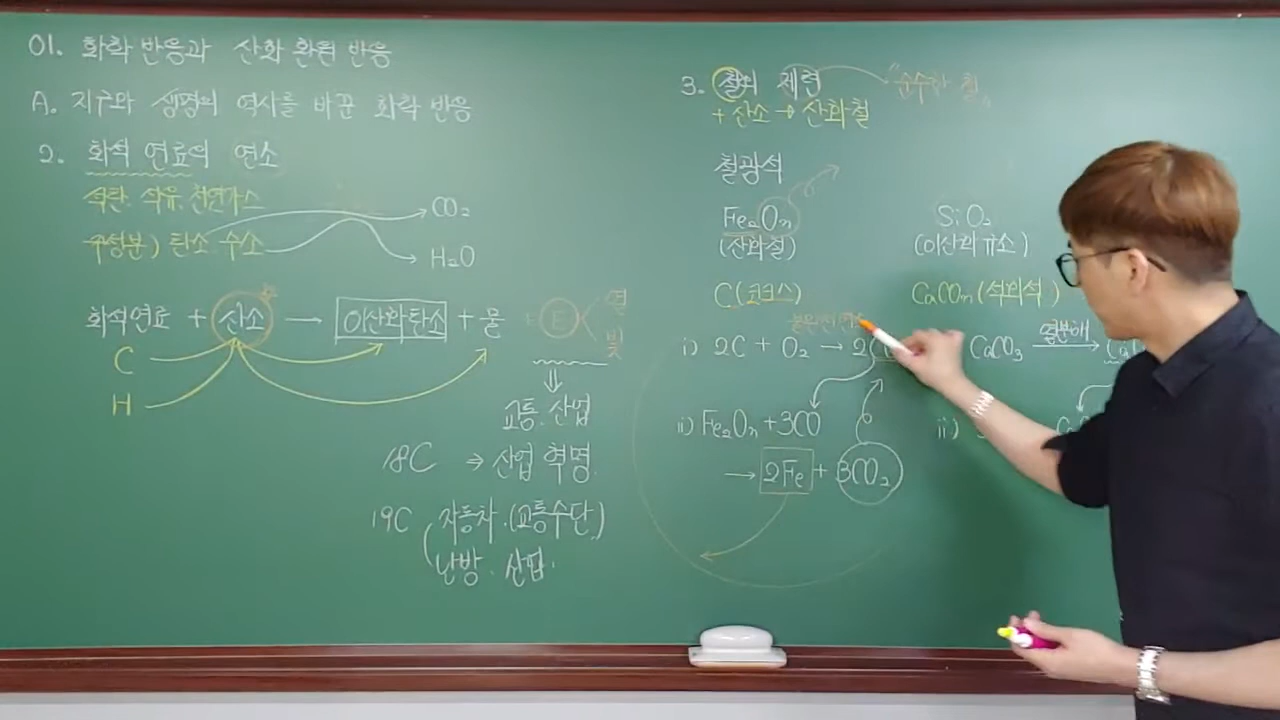 01. 화학 반응과 산화 환원 반응
A. 지구와 생명의 역사를 바꾼 화학 반응
2. 화석 연료의 연소
석탄. 석유. 천연가스
구성분) 탄소 수소
CO₂
H₂O
화석연료 + 산소 → 이산화탄소 + 물
E
열
빛
C
H
교통. 산업
18C → 산업 혁명.
19C 자동차.(교통수단)
난방. 산업.
3. 철의 제련 "순수한 철"
+ 산소 → 산화철
철광석
Fe₂O₃ SiO₂
(산화철) (이산화규소)
C(코크스) CaCO₃(석회석)
i) 2C + O₂ → 2 CaCO₃ 열분해
ii) Fe₂O₃ + 3CO ii)
→ 2Fe + 3CO₂